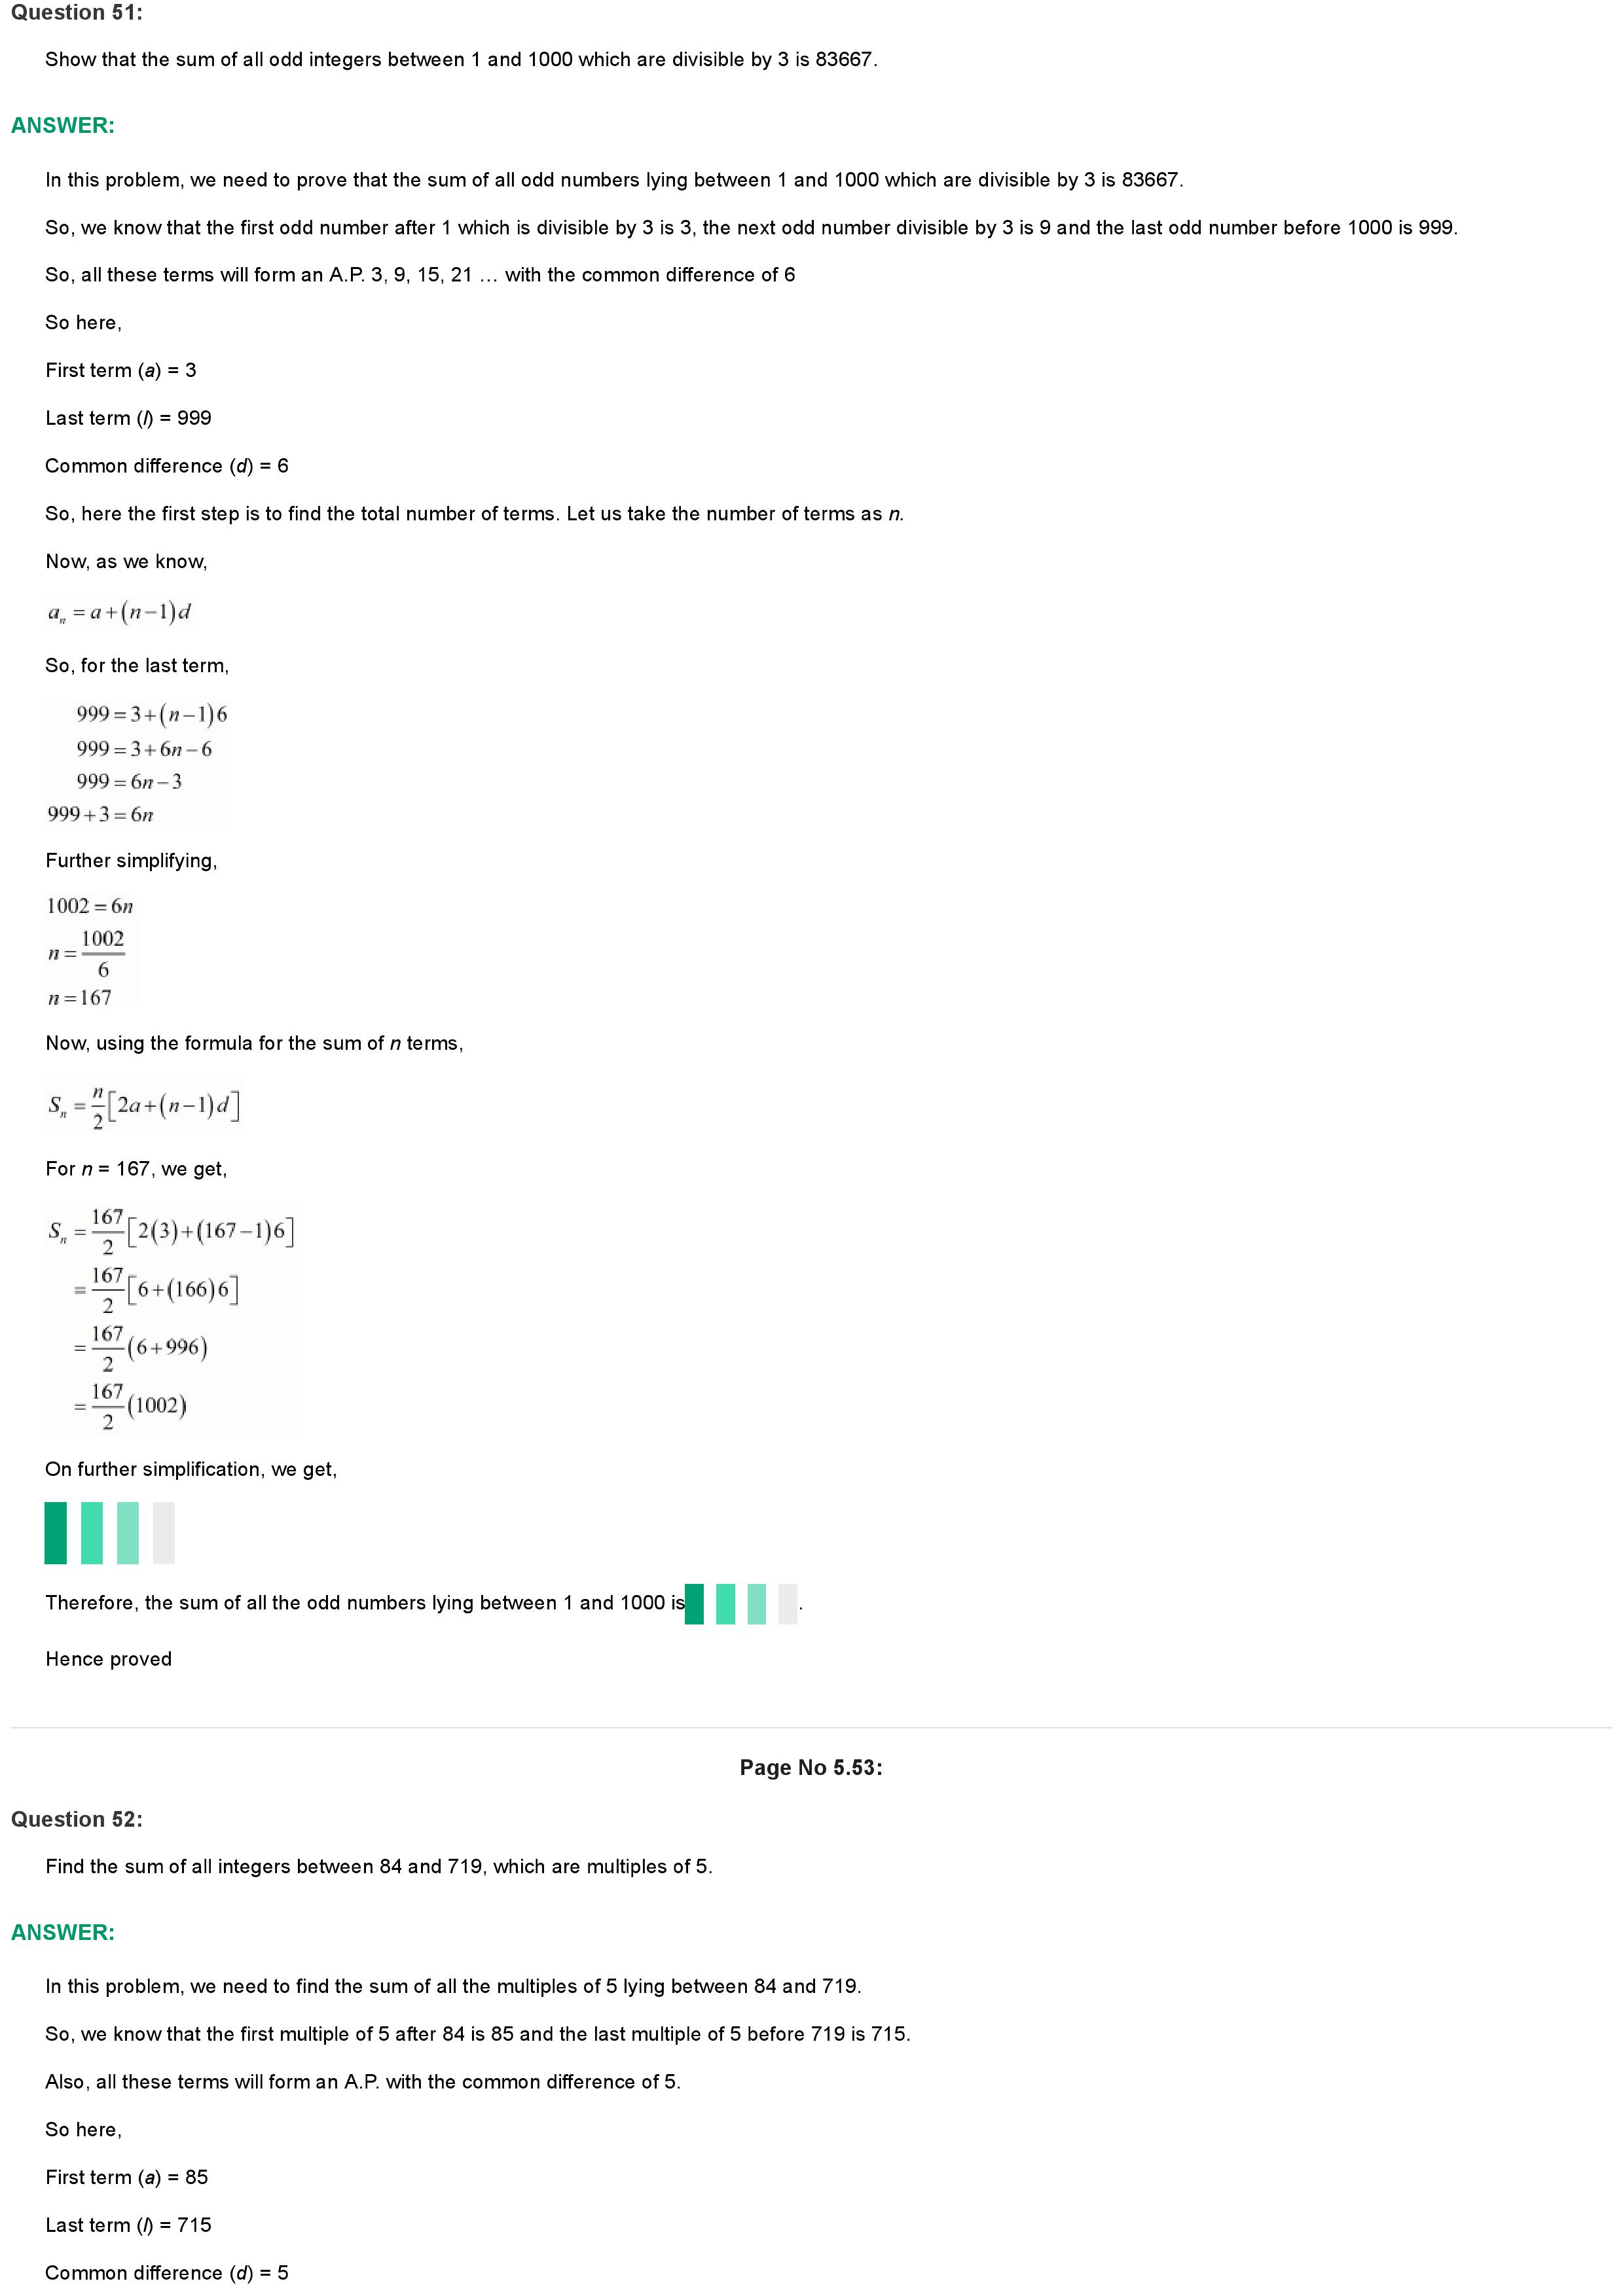 Question 51:
Show that the sum of all odd integers between 1 and 1000 which are divisible by 3 is 83667.
ANSWER:
In this problem, we need to prove that the sum of all odd numbers lying between 1 and 1000 which are divisible by 3 is 83667.
So, we know that the first odd number after 1 which is divisible by 3 is 3, the next odd number divisible by 3 is 9 and the last odd number before 1000 is 999.
So, all these terms will form an A.P. 3, 9, 15, 21 … with the common difference of 6
So here,
First term (a) = 3
Last term (l) = 999
Common difference (d) = 6
So, here the first step is to find the total number of terms. Let us take the number of terms as n.
Now, as we know,
aₙ = a+(n−1)d
So, for the last term,
999 = 3+(n−1)6
999 = 3+6n−6
999 = 6n−3
999+3 = 6n
Further simplifying,
1002 = 6n
n = 1002/6
n = 167
Now, using the formula for the sum of n terms,
Sₙ = n/2[2a+(n−1)d]
For n = 167, we get,
Sₙ = 167/2[2(3)+(167−1)6]
= 167/2[6+(166)6]
= 167/2(6+996)
= 167/2(1002)
On further simplification, we get,
Therefore, the sum of all the odd numbers lying between 1 and 1000 is .
Hence proved
Page No 5.53:
Question 52:
Find the sum of all integers between 84 and 719, which are multiples of 5.
ANSWER:
In this problem, we need to find the sum of all the multiples of 5 lying between 84 and 719.
So, we know that the first multiple of 5 after 84 is 85 and the last multiple of 5 before 719 is 715.
Also, all these terms will form an A.P. with the common difference of 5.
So here,
First term (a) = 85
Last term (l) = 715
Common difference (d) = 5